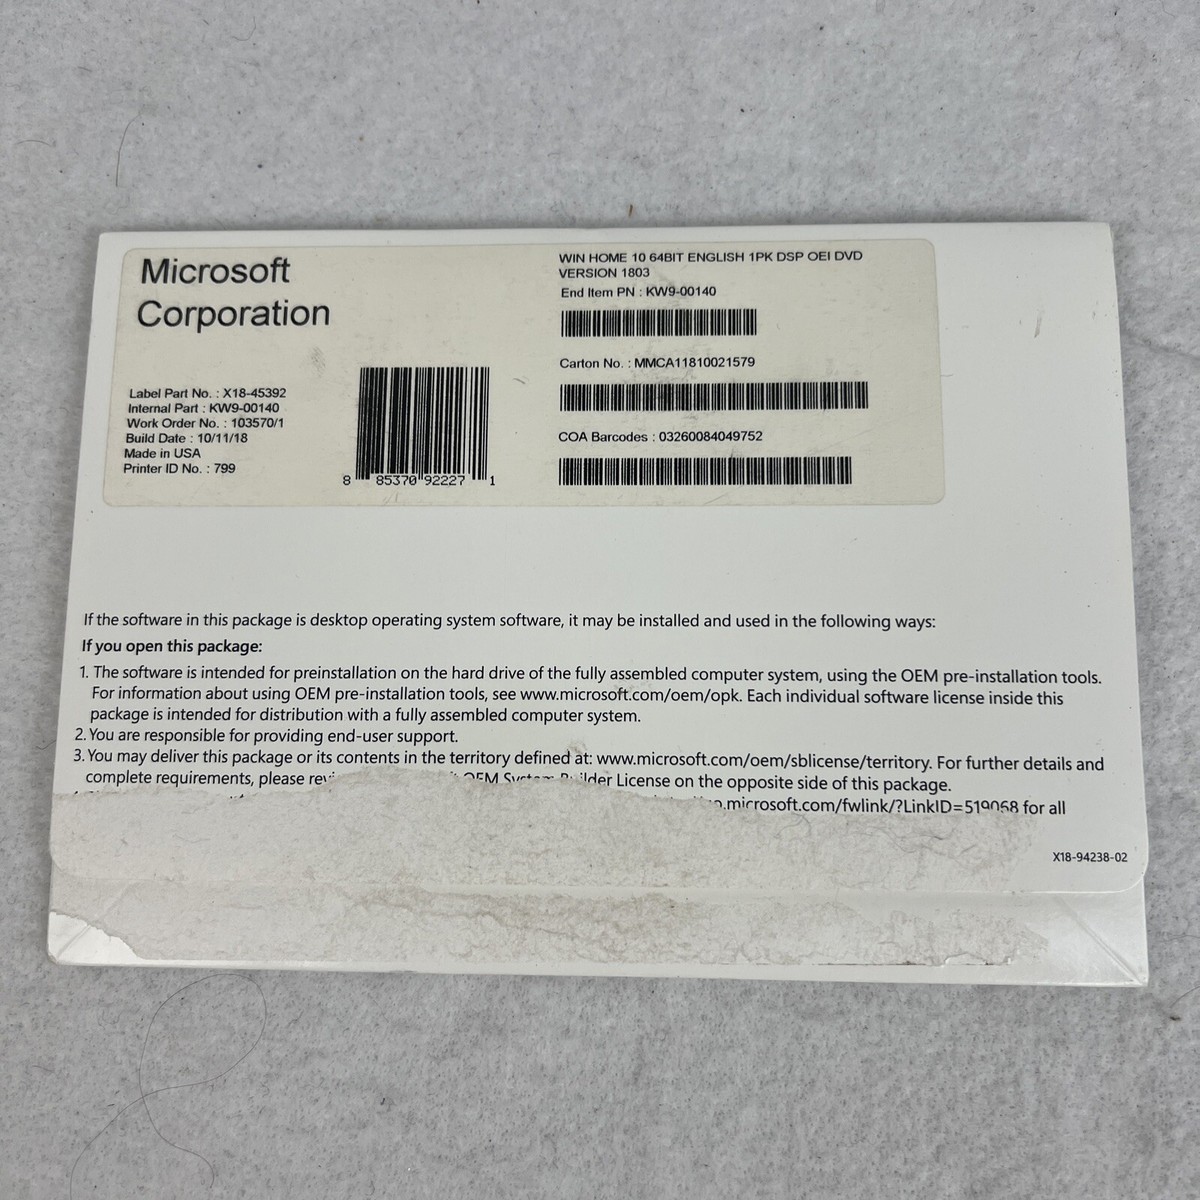 Microsoft
Corporation
Label Part No. : X18-45392
Internal Part : KW9-00140
Work Order No. : 103570/1
Build Date : 10/11/18
Made in USA
Printer ID No. : 799
8 85370 92227 1
WIN HOME 10 64BIT ENGLISH 1PK DSP OEI DVD
VERSION 1803
End Item PN : KW9-00140
Carton No. : MMCA11810021579
COA Barcodes : 03260084049752
If the software in this package is desktop operating system software, it may be installed and used in the following ways:
If you open this package:
1. The software is intended for preinstallation on the hard drive of the fully assembled computer system, using the OEM pre-installation tools.
For information about using OEM pre-installation tools, see www.microsoft.com/oem/opk. Each individual software license inside this
package is intended for distribution with a fully assembled computer system.
2. You are responsible for providing end-user support.
3. You may deliver this package or its contents in the territory defined at: www.microsoft.com/oem/sblicense/territory. For further details and
complete requirements, please OEM System Builder License on the opposite side of this package.
.microsoft.com/fwlink/?LinkID=519068 for all
X18-94238-02